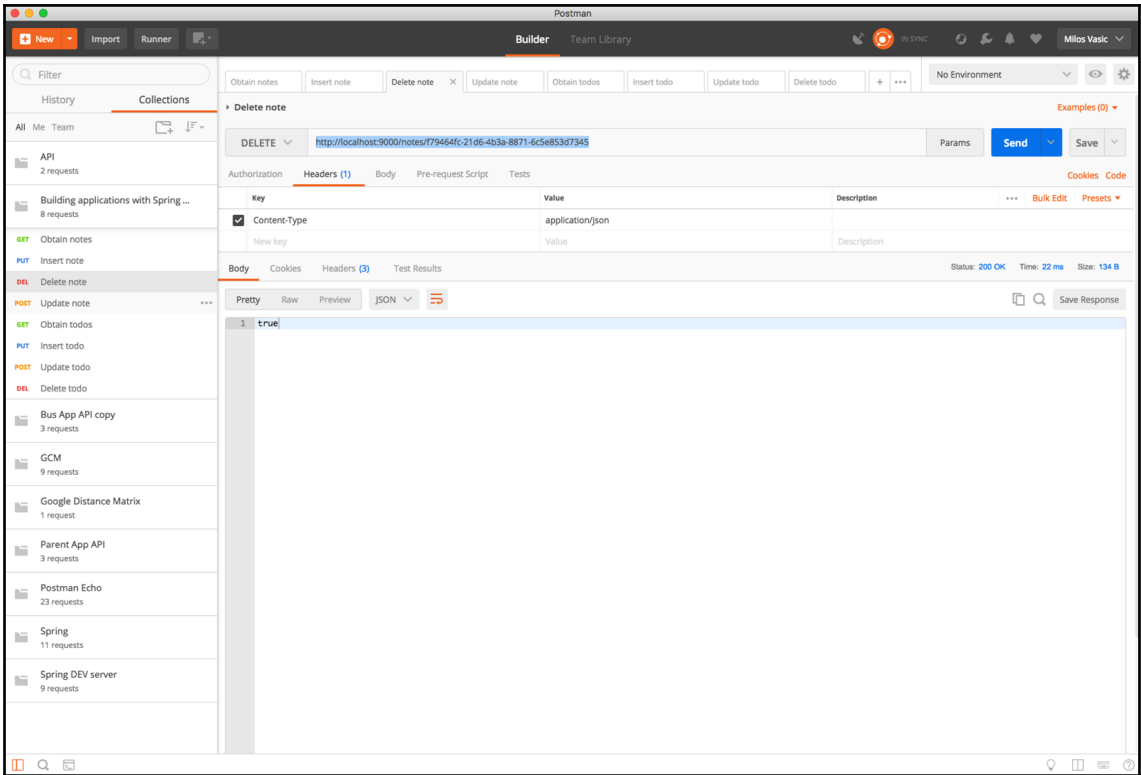 Postman
New Import Runner Builder Team Library IN SYNC Milos Vasic
Filter
History Collections
All Me Team
API
2 requests
Building applications with Spring ...
8 requests
GET Obtain notes
PUT Insert note
DEL Delete note
POST Update note
GET Obtain todos
PUT Insert todo
POST Update todo
DEL Delete todo
Bus App API copy
3 requests
GCM
9 requests
Google Distance Matrix
1 request
Parent App API
3 requests
Postman Echo
23 requests
Spring
11 requests
Spring DEV server
9 requests
Obtain notes Insert note Delete note Update note Obtain todos Insert todo Update todo Delete todo No Environment
Delete note Examples (0)
DELETE http://localhost:9000/notes/f79464fc-21d6-4b3a-8871-6c5e853d7345 Params Send Save
Authorization Headers (1) Body Pre-request Script Tests Cookies Code
Key Value Description Bulk Edit Presets
Content-Type application/json
New key Value Description
Body Cookies Headers (3) Test Results Status: 200 OK Time: 22 ms Size: 134 B
Pretty Raw Preview JSON Save Response
1 true